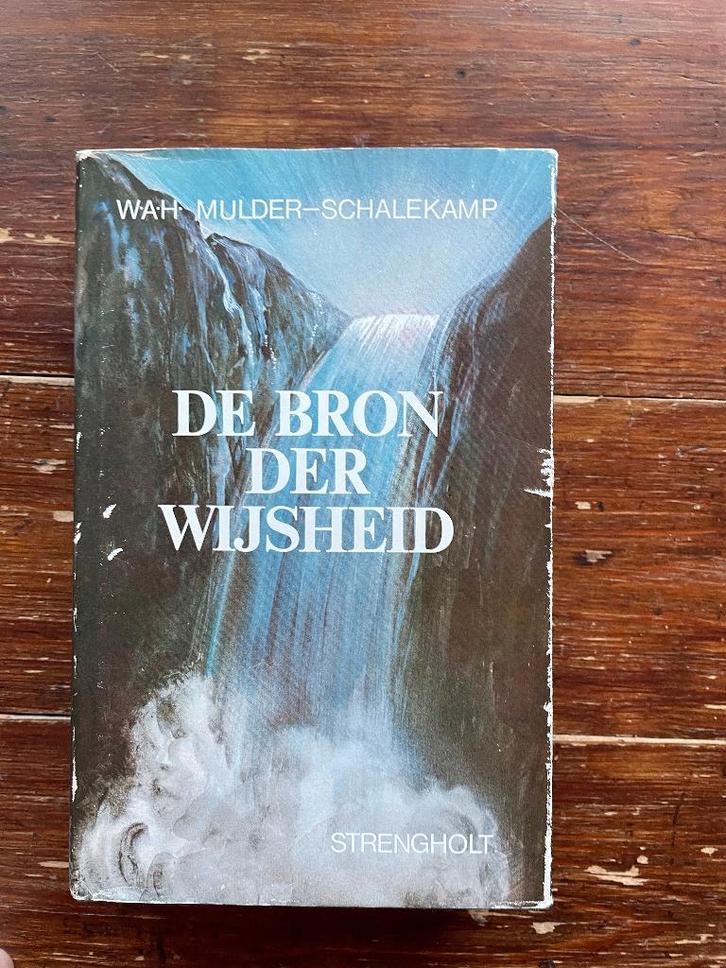 W·A·H· MULDER–SCHALEKAMP
DE BRON
DER
WIJSHEID
STRENGHOLT